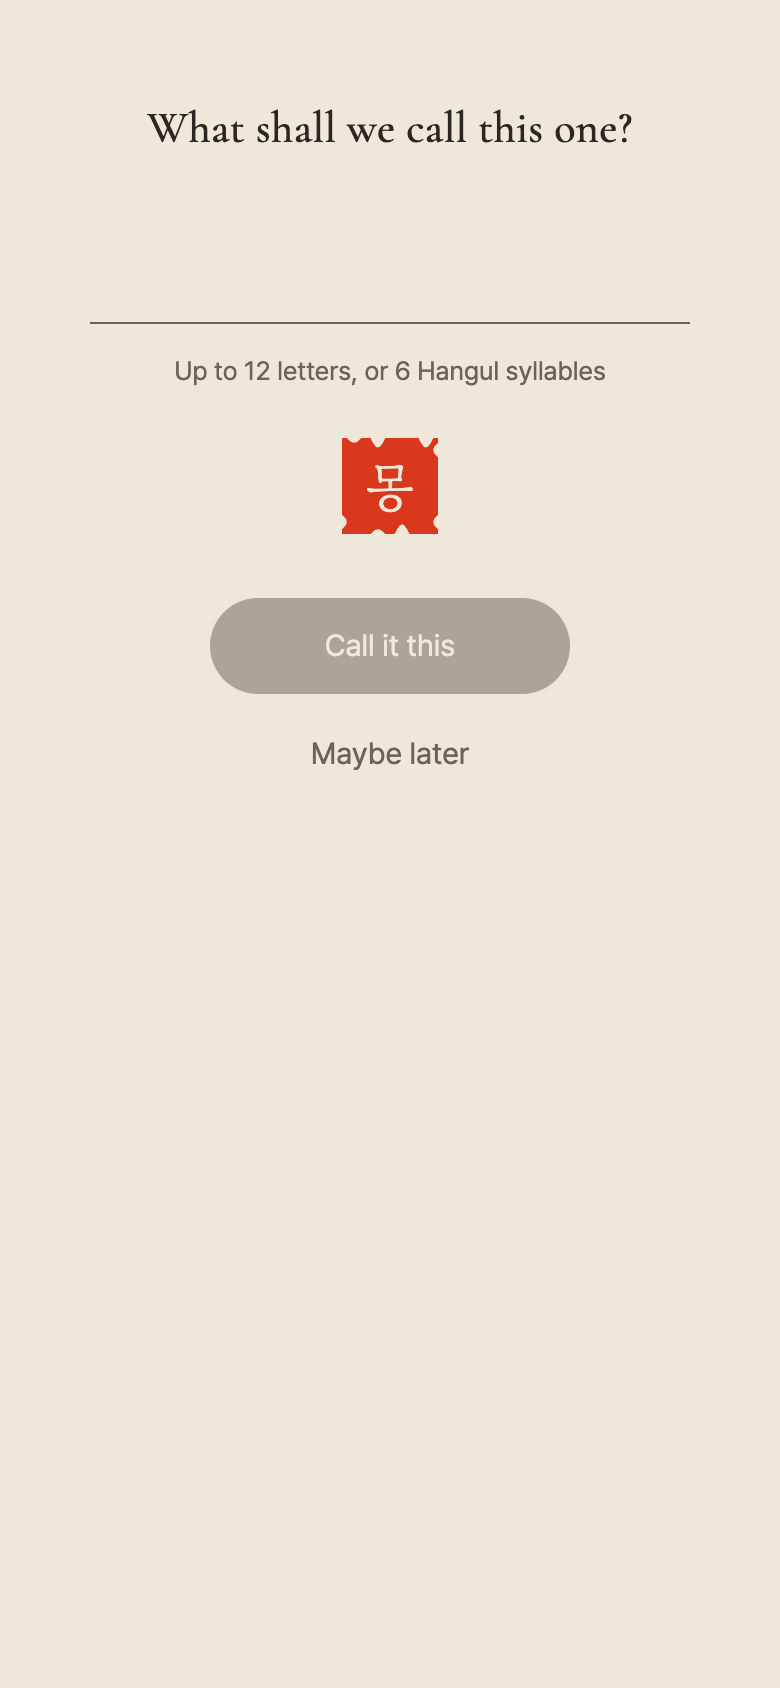 What shall we call this one?
Up to 12 letters, or 6 Hangul syllables
몽
Call it this
Maybe later